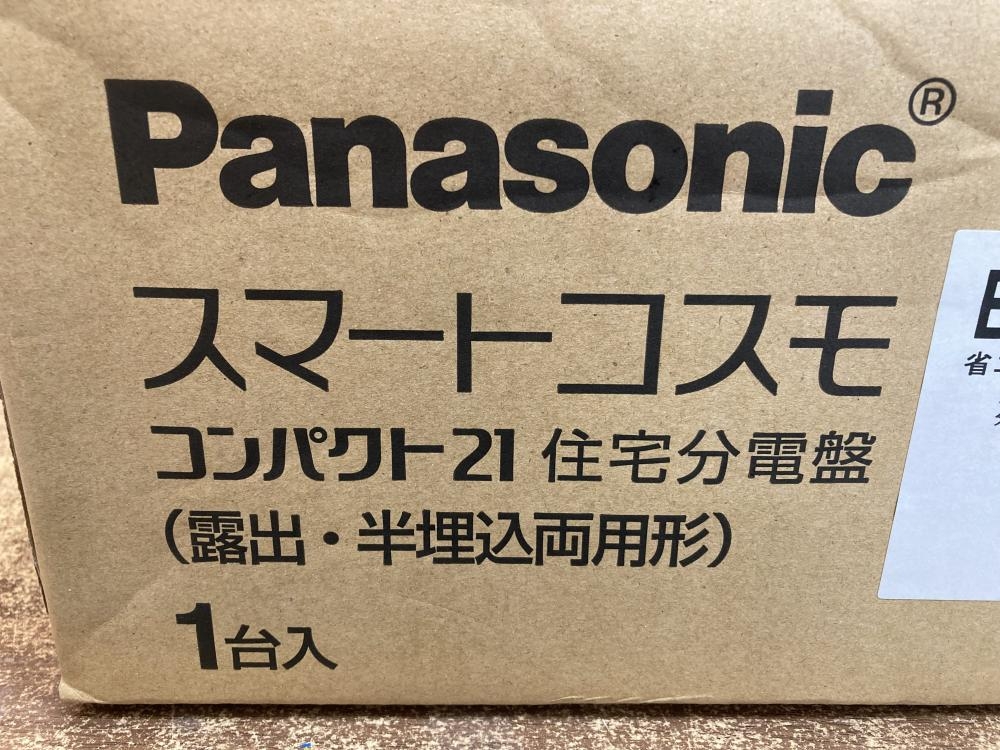 Panasonic®
スマートコスモ
コンパクト21 住宅分電盤
（露出・半埋込両用形）
1台入
省